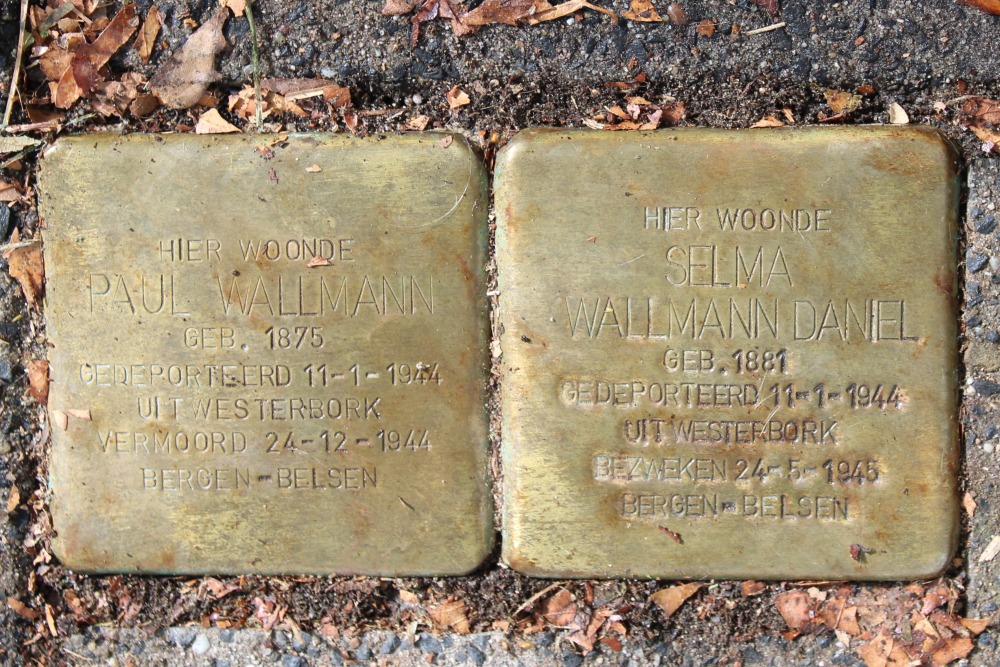 HIER WOONDE
PAUL WALLMANN
GEB. 1875
GEDEPORTEERD 11-1-1944
UIT WESTERBORK
VERMOORD 24-12-1944
BERGEN-BELSEN
HIER WOONDE
SELMA
WALLMANN DANIEL
GEB. 1881
GEDEPORTEERD 11-1-1944
UIT WESTERBORK
BEZWEKEN 24-5-1945
BERGEN-BELSEN